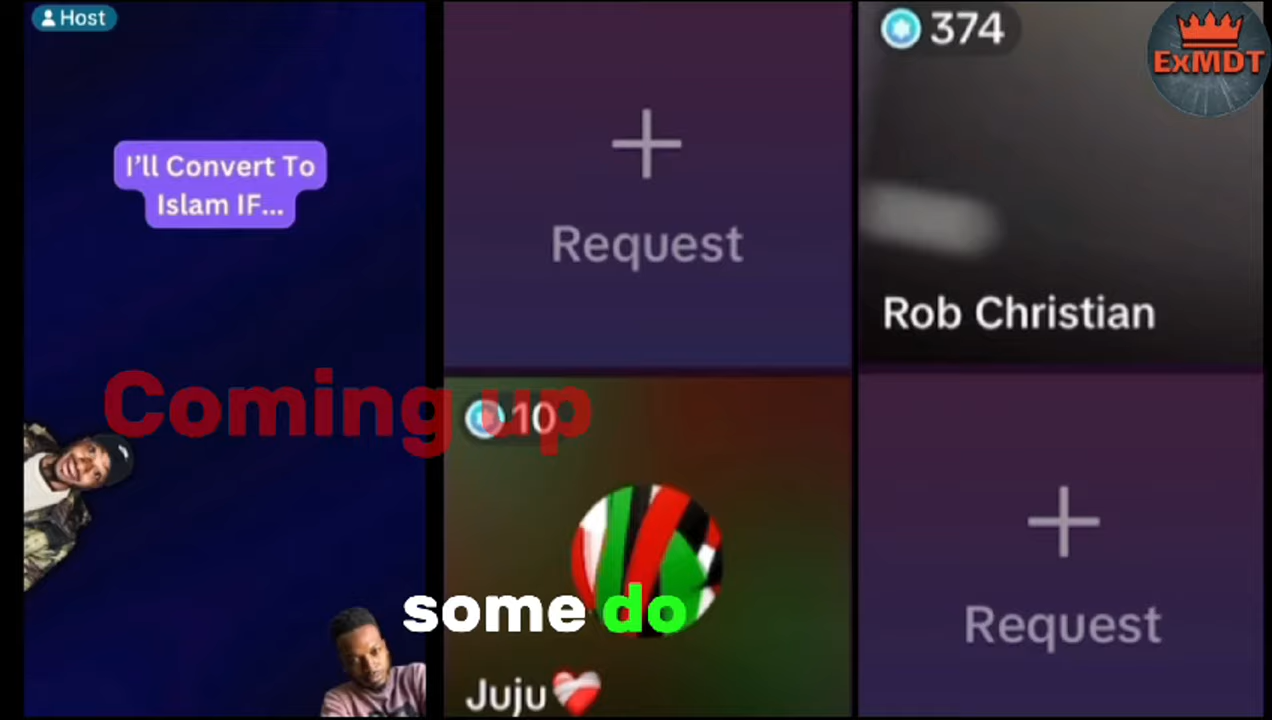 Host
I'll Convert To
Islam IF...
Request
374
ExMDT
Rob Christian
Coming up
10
some do
Juju
Request